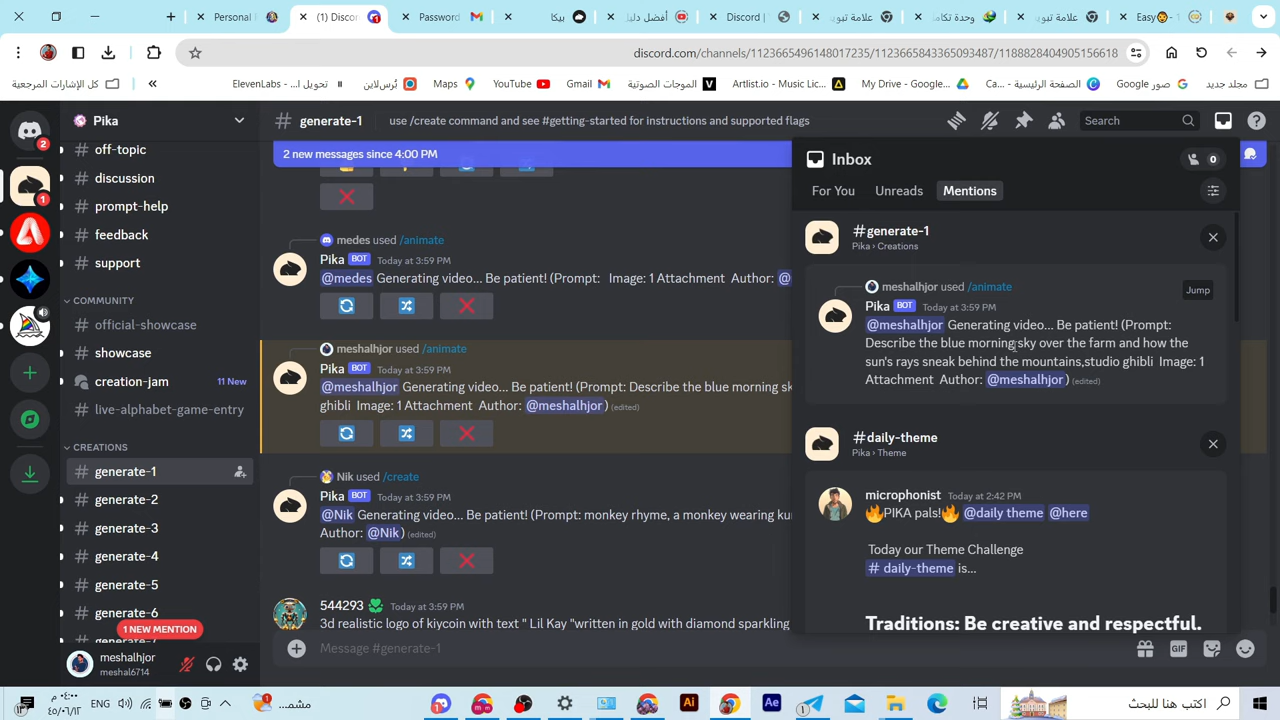 Personal
(1) Discor
Password
بيكا
أفضل دليل
Discord
علامة تبوي
وحدة تكام
علامة تبوي
Easy
discord.com/channels/1123665496148017235/1123665843365093487/1188828404905156618
كل الإشارات المرجعية
ElevenLabs ...تحويل ا
بُرس‌لاين
Maps
YouTube
Gmail
الموجات الصوتية
Artlist.io - Music Lic...
My Drive - Google...
الصفحة الرئيسية - Ca...
صور Google
مجلد جديد
Pika
generate-1
use /create command and see #getting-started for instructions and supported flags
Search
2
1
off-topic
discussion
prompt-help
feedback
support
COMMUNITY
official-showcase
showcase
creation-jam
11 New
live-alphabet-game-entry
CREATIONS
generate-1
generate-2
generate-3
generate-4
generate-5
generate-6
1 NEW MENTION
meshalhjor
meshal6714
2 new messages since 4:00 PM
medes used /animate
Pika BOT Today at 3:59 PM
@medes Generating video... Be patient! (Prompt: Image: 1 Attachment Author: @
meshalhjor used /animate
Pika BOT Today at 3:59 PM
@meshalhjor Generating video... Be patient! (Prompt: Describe the blue morning sk
ghibli Image: 1 Attachment Author: @meshalhjor) (edited)
Nik used /create
Pika BOT Today at 3:59 PM
@Nik Generating video... Be patient! (Prompt: monkey rhyme, a monkey wearing kur
Author: @Nik) (edited)
544293 Today at 3:59 PM
3d realistic logo of kiycoin with text " Lil Kay "written in gold with diamond sparkling
Message #generate-1
GIF
Inbox
0
For You
Unreads
Mentions
#generate-1
Pika › Creations
meshalhjor used /animate
Jump
Pika BOT Today at 3:59 PM
@meshalhjor Generating video... Be patient! (Prompt:
Describe the blue morning sky over the farm and how the
sun's rays sneak behind the mountains,studio ghibli Image: 1
Attachment Author: @meshalhjor) (edited)
#daily-theme
Pika › Theme
microphonist Today at 2:42 PM
🔥PIKA pals!🔥 @daily theme @here
Today our Theme Challenge
# daily-theme is...
Traditions: Be creative and respectful.
ENG
مشمـ...
Ai
Ae
اكتب هنا للبحث